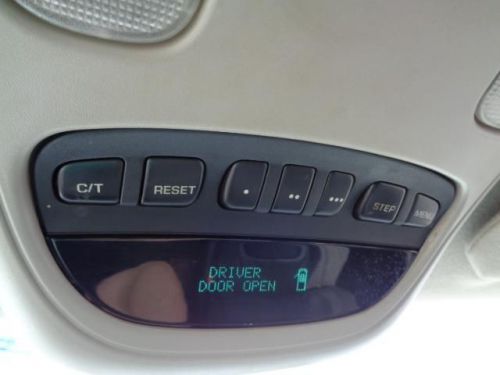 C/T RESET • •• ••• STEP MENU
DRIVER
DOOR OPEN